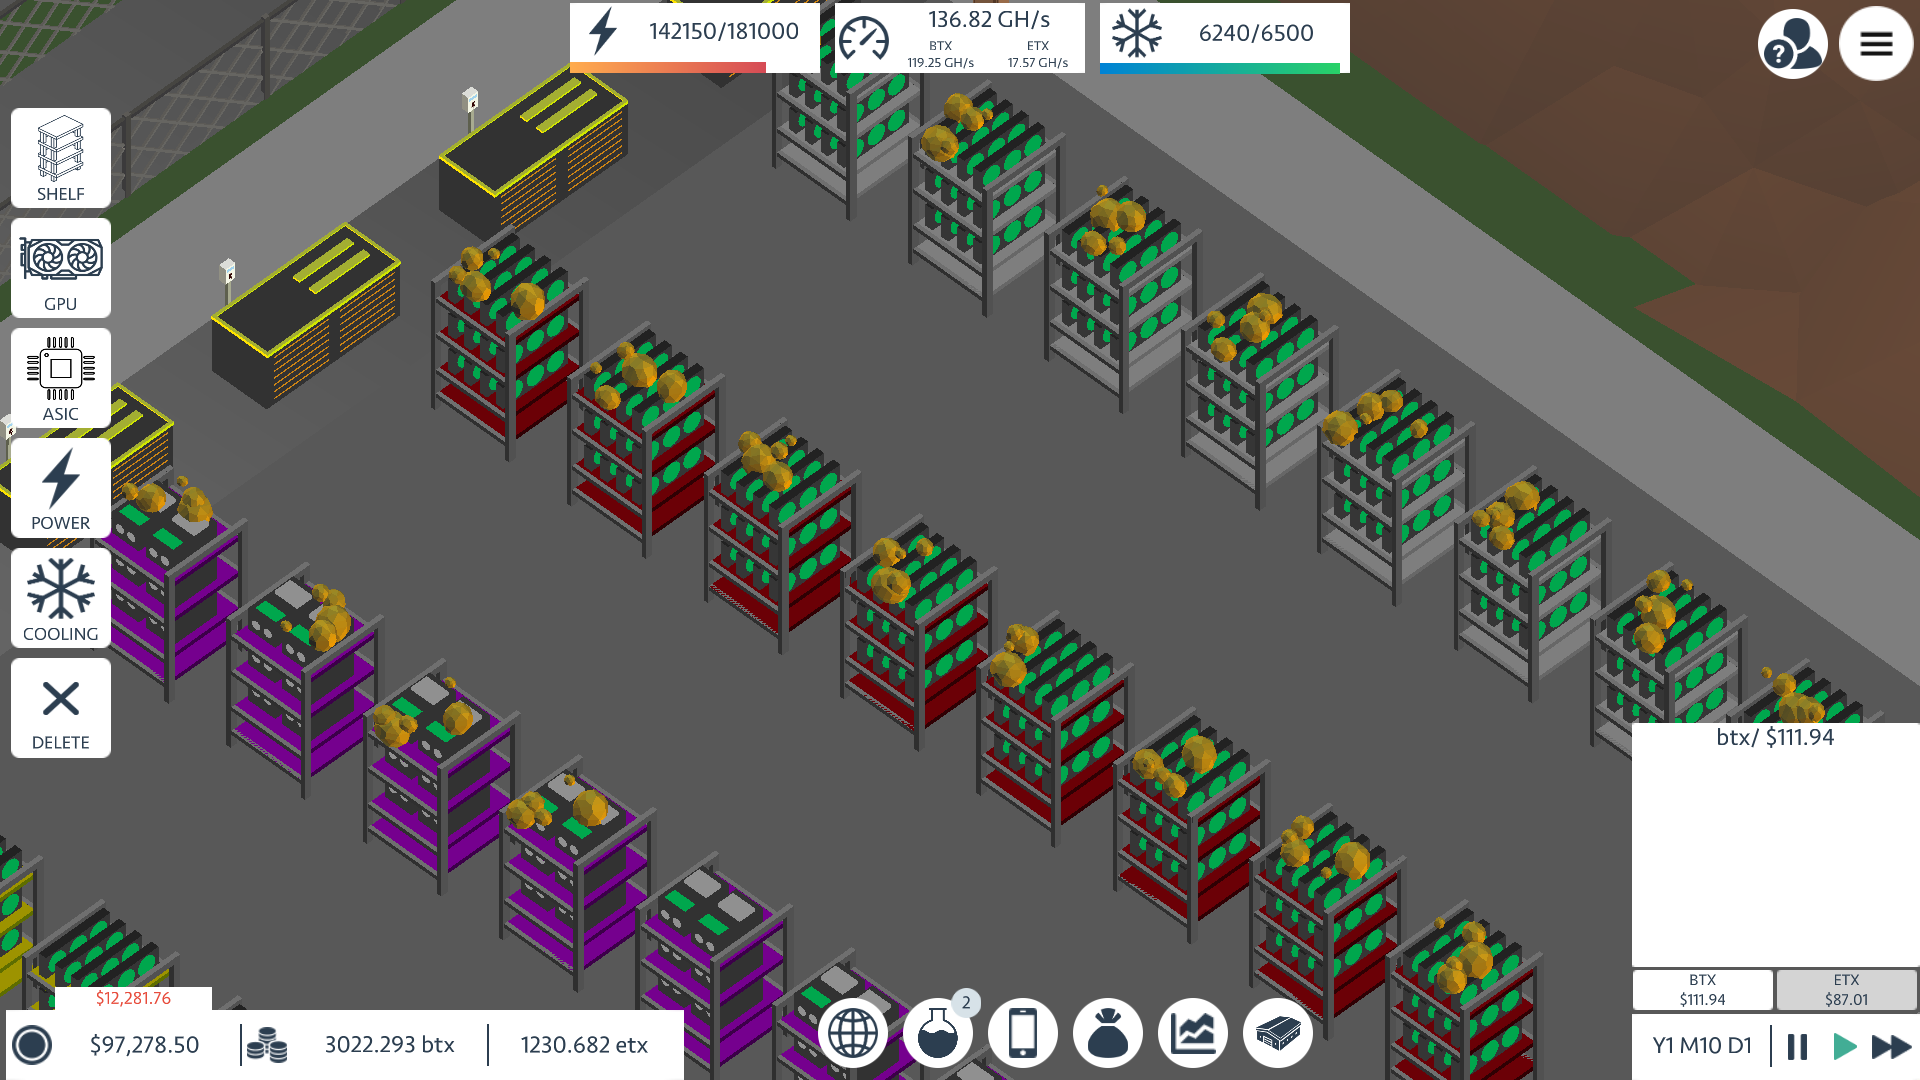 142150/181000
136.82 GH/s
BTX
ETX
119.25 GH/s
17.57 GH/s
6240/6500
?
SHELF
GPU
ASIC
POWER
COOLING
DELETE
btx/ $111.94
BTX
$111.94
ETX
$87.01
$12,281.76
$97,278.50
3022.293 btx
1230.682 etx
2
Y1 M10 D1